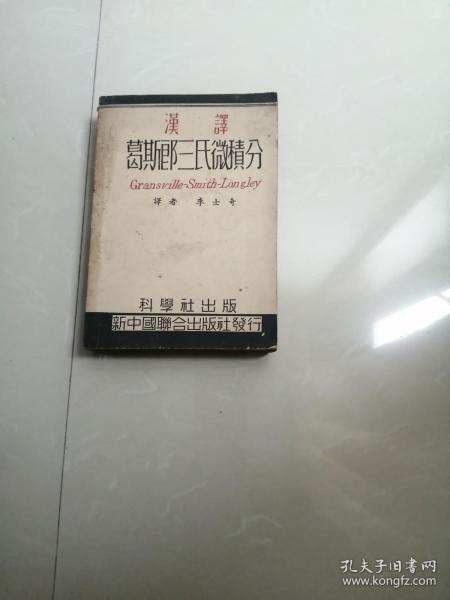 漢譯
葛斯郎三氏微積分
Gransville-Smith-Longley
譯者 李士奇
科學社出版
新中國聯合出版社發行
孔夫子旧书网
www.kongfz.com